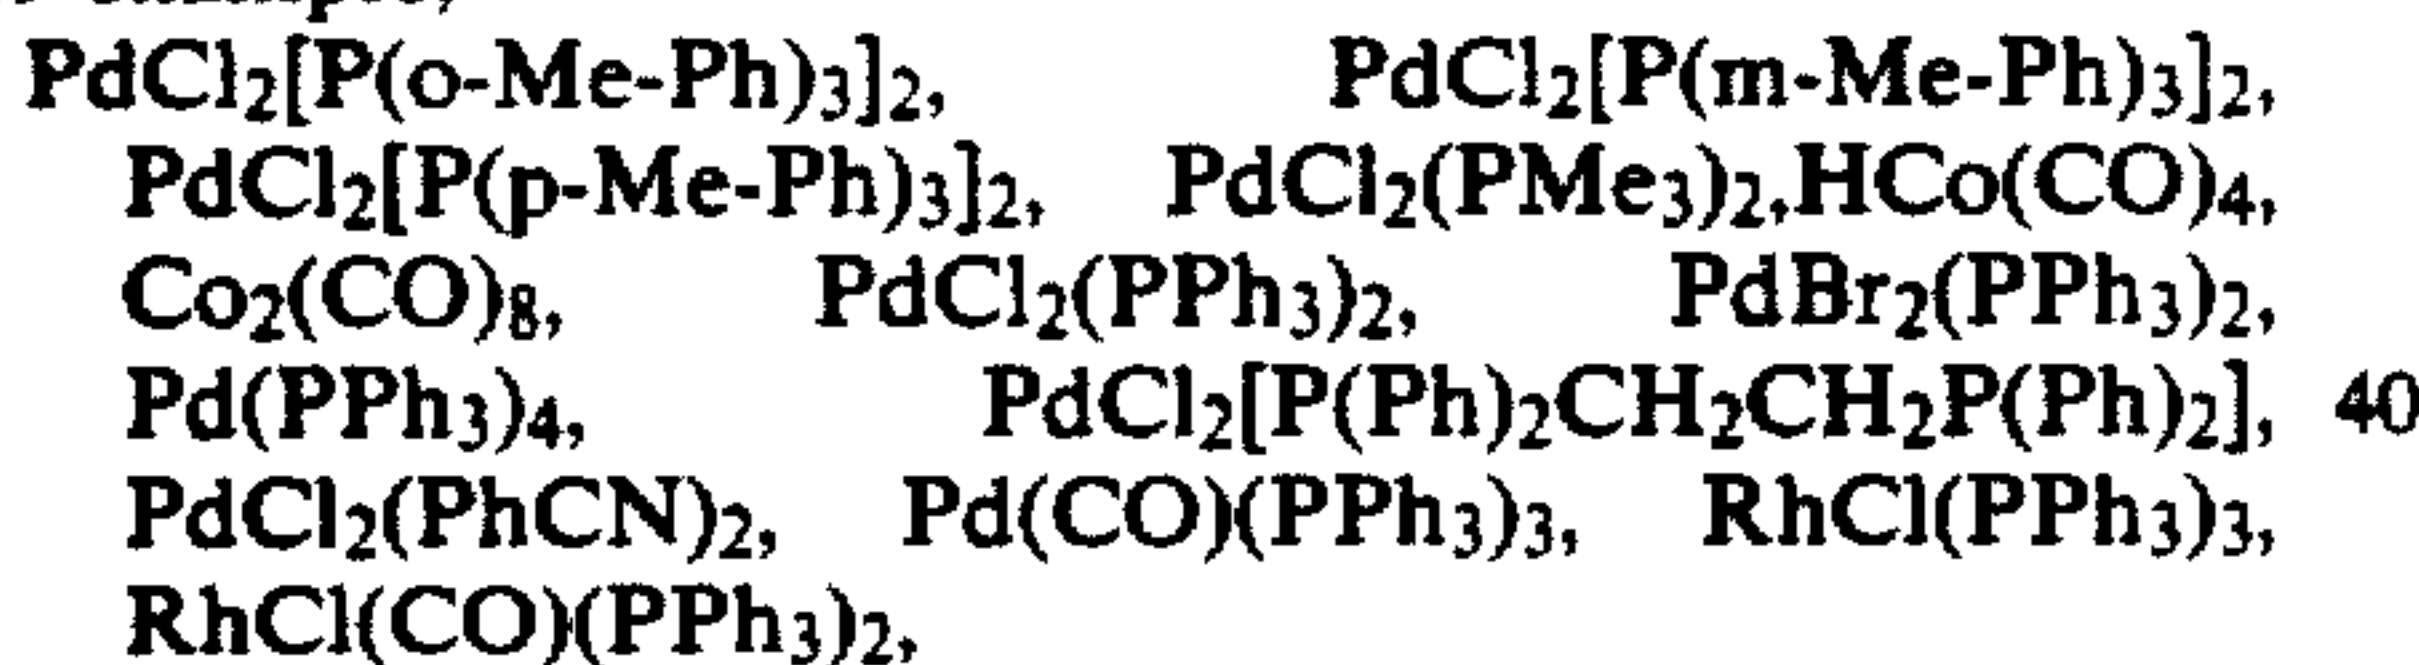 PdCl₂[P(o-Me-Ph)₃]₂, PdCl₂[P(m-Me-Ph)₃]₂,
PdCl₂[P(p-Me-Ph)₃]₂, PdCl₂(PMe₃)₂,HCo(CO)₄,
Co₂(CO)₈, PdCl₂(PPh₃)₂, PdBr₂(PPh₃)₂,
Pd(PPh₃)₄, PdCl₂[P(Ph)₂CH₂CH₂P(Ph)₂], 40
PdCl₂(PhCN)₂, Pd(CO)(PPh₃)₃, RhCl(PPh₃)₃,
RhCl(CO)(PPh₃)₂,